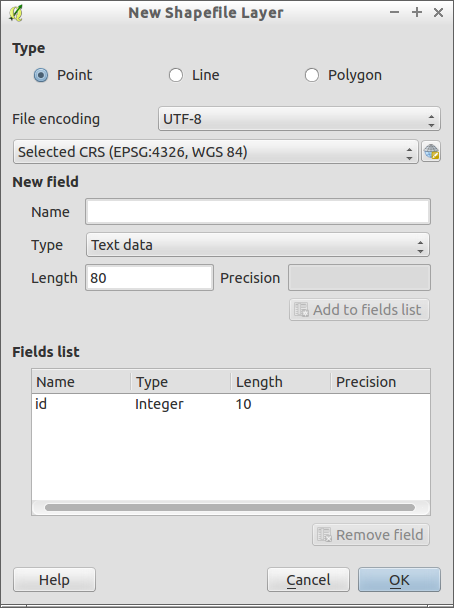 New Shapefile Layer
Type
Point Line Polygon
File encoding UTF-8
Selected CRS (EPSG:4326, WGS 84)
New field
Name
Type Text data
Length 80 Precision
Add to fields list
Fields list
Name Type Length Precision
id Integer 10
Remove field
Help Cancel OK